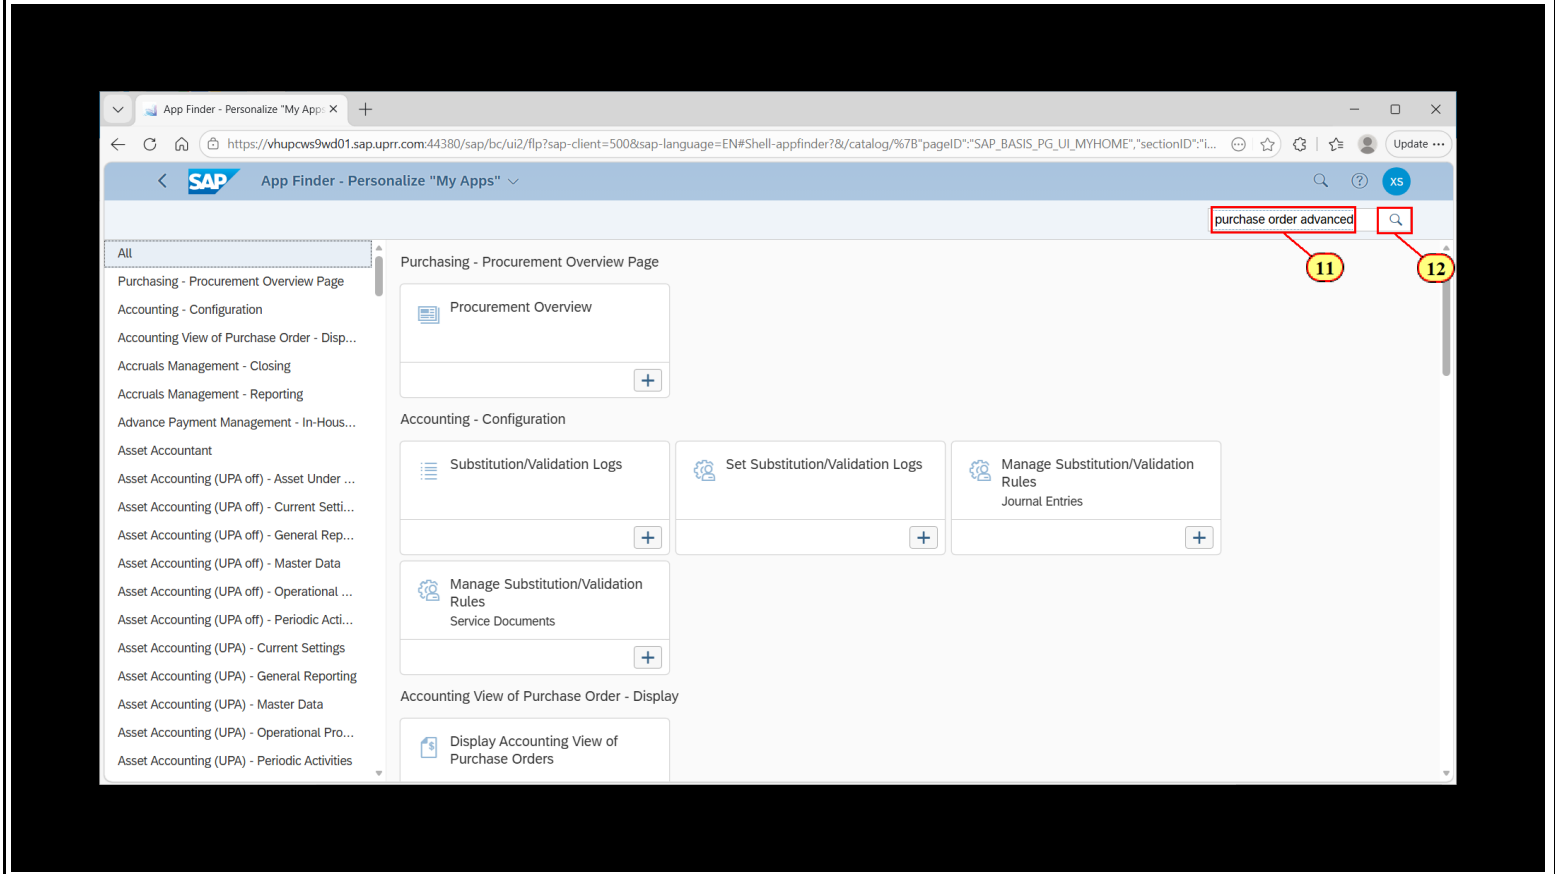 App Finder - Personalize "My Apps
https://vhupcws9wd01.sap.uprr.com:44380/sap/bc/ui2/flp?sap-client=500&sap-language=EN#Shell-appfinder?&/catalog/%7B"pageID":"SAP_BASIS_PG_UI_MYHOME","sectionID":"i...
Update
SAP
App Finder - Personalize "My Apps"
XS
purchase order advanced
11
12
All
Purchasing - Procurement Overview Page
Accounting - Configuration
Accounting View of Purchase Order - Disp...
Accruals Management - Closing
Accruals Management - Reporting
Advance Payment Management - In-Hous...
Asset Accountant
Asset Accounting (UPA off) - Asset Under ...
Asset Accounting (UPA off) - Current Setti...
Asset Accounting (UPA off) - General Rep...
Asset Accounting (UPA off) - Master Data
Asset Accounting (UPA off) - Operational ...
Asset Accounting (UPA off) - Periodic Acti...
Asset Accounting (UPA) - Current Settings
Asset Accounting (UPA) - General Reporting
Asset Accounting (UPA) - Master Data
Asset Accounting (UPA) - Operational Pro...
Asset Accounting (UPA) - Periodic Activities
Purchasing - Procurement Overview Page
Procurement Overview
Accounting - Configuration
Substitution/Validation Logs
Set Substitution/Validation Logs
Manage Substitution/Validation
Rules
Journal Entries
Manage Substitution/Validation
Rules
Service Documents
Accounting View of Purchase Order - Display
Display Accounting View of
Purchase Orders